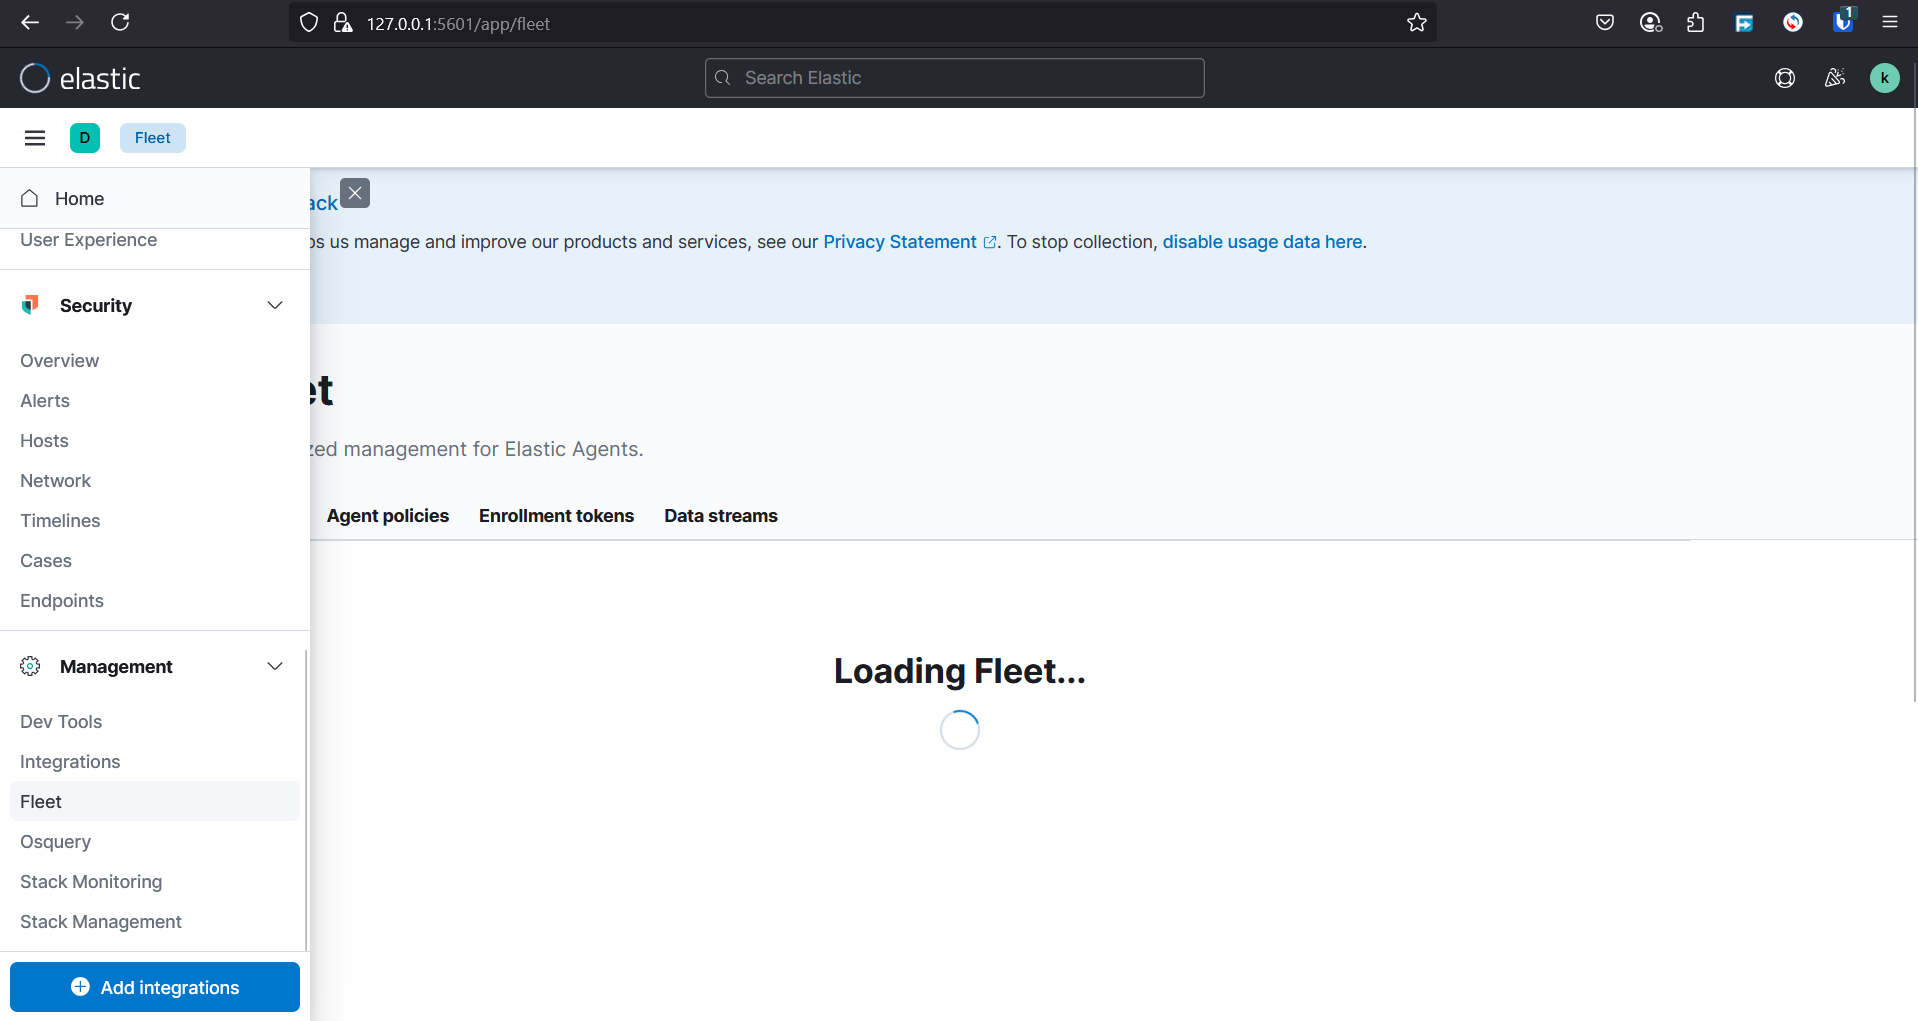 127.0.0.1:5601/app/fleet
1
elastic
Search Elastic
k
D
Fleet
Home
User Experience
Security
Overview
Alerts
Hosts
Network
Timelines
Cases
Endpoints
Management
Dev Tools
Integrations
Fleet
Osquery
Stack Monitoring
Stack Management
Add integrations
ack
ps us manage and improve our products and services, see our Privacy Statement. To stop collection, disable usage data here.
et
zed management for Elastic Agents.
Agent policies Enrollment tokens Data streams
Loading Fleet...